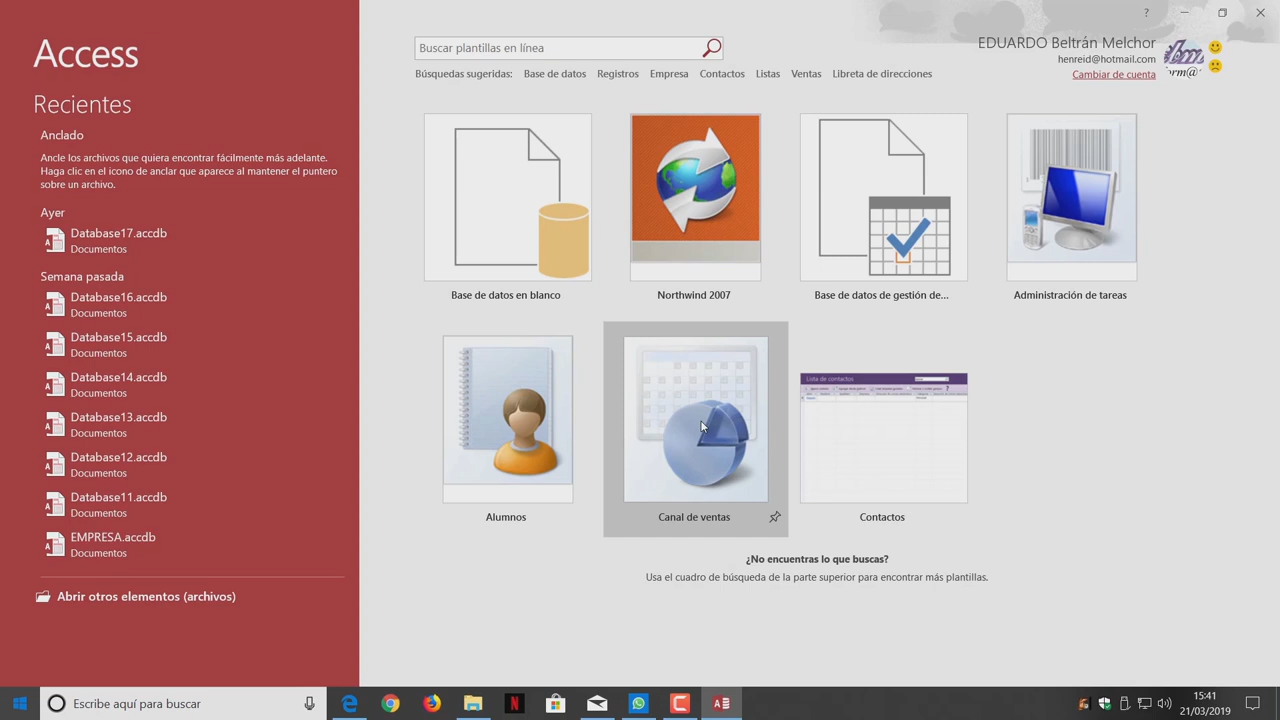 Access
Recientes
Anclado
Ancle los archivos que quiera encontrar fácilmente más adelante.
Haga clic en el icono de anclar que aparece al mantener el puntero
sobre un archivo.
Ayer
Database17.accdb
Documentos
Semana pasada
Database16.accdb
Documentos
Database15.accdb
Documentos
Database14.accdb
Documentos
Database13.accdb
Documentos
Database12.accdb
Documentos
Database11.accdb
Documentos
EMPRESA.accdb
Documentos
Abrir otros elementos (archivos)
?
Buscar plantillas en línea
EDUARDO Beltrán Melchor
henreid@hotmail.com
Cambiar de cuenta
Búsquedas sugeridas: Base de datos Registros Empresa Contactos Listas Ventas Libreta de direcciones
Base de datos en blanco
Northwind 2007
Base de datos de gestión de...
Administración de tareas
Lista de contactos
Alumnos
Canal de ventas
Contactos
¿No encuentras lo que buscas?
Usa el cuadro de búsqueda de la parte superior para encontrar más plantillas.
Escribe aquí para buscar
15:41
21/03/2019